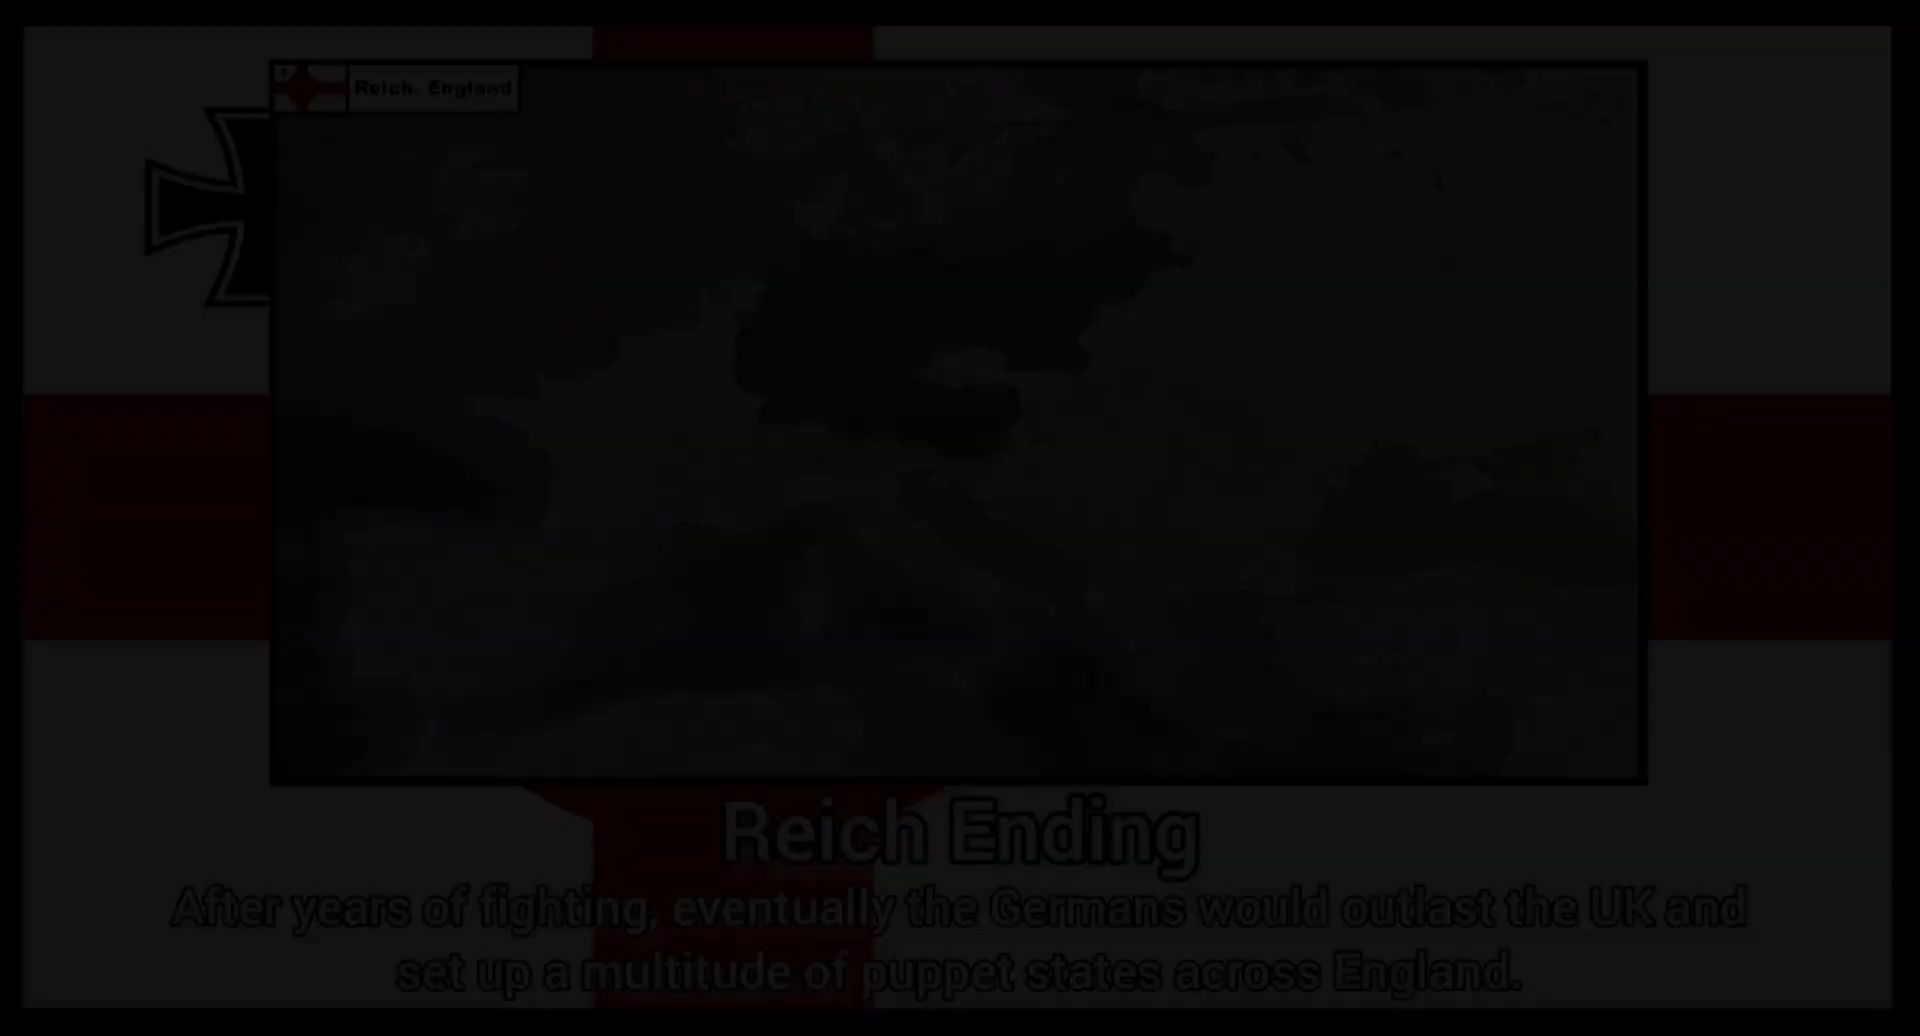 Reich. England
Reich Ending
After years of fighting, eventually the Germans would outlast the UK and
set up a multitude of puppet states across England.